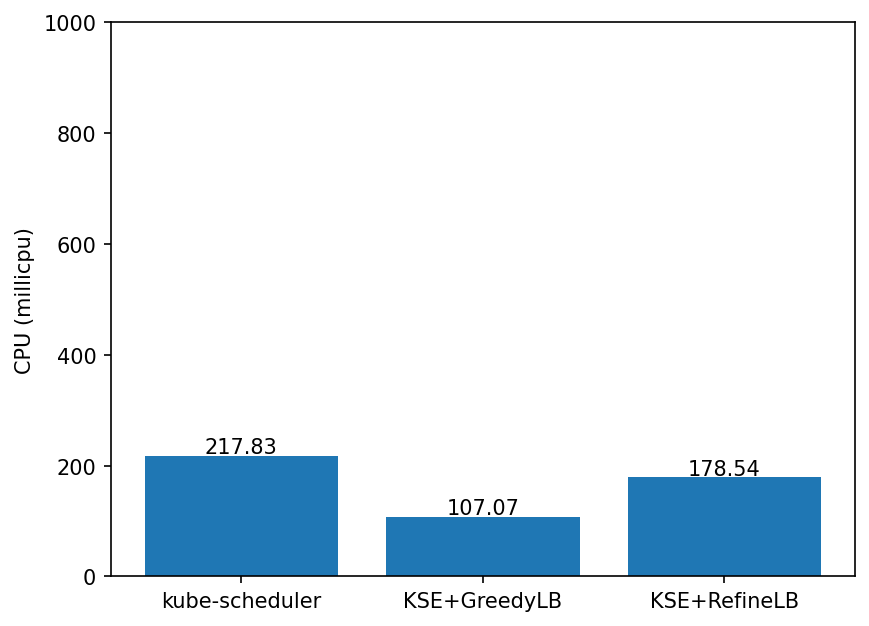 CPU (millicpu)
1000
800
600
400
200
0
217.83
107.07
178.54
kube-scheduler
KSE+GreedyLB
KSE+RefineLB